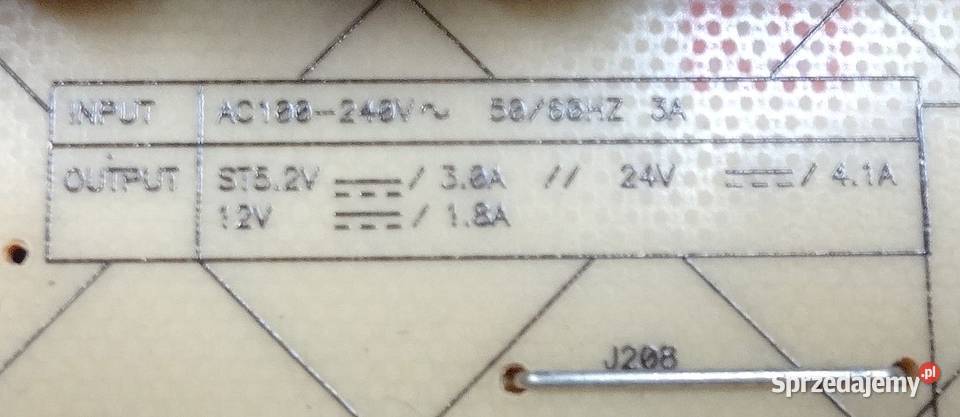 INPUT AC100-240V~ 50/60HZ 3A
OUTPUT ST5.2V ⎓/ 3.0A // 24V ⎓/ 4.1A
12V ⎓/ 1.8A
J208
Sprzedajemy.pl